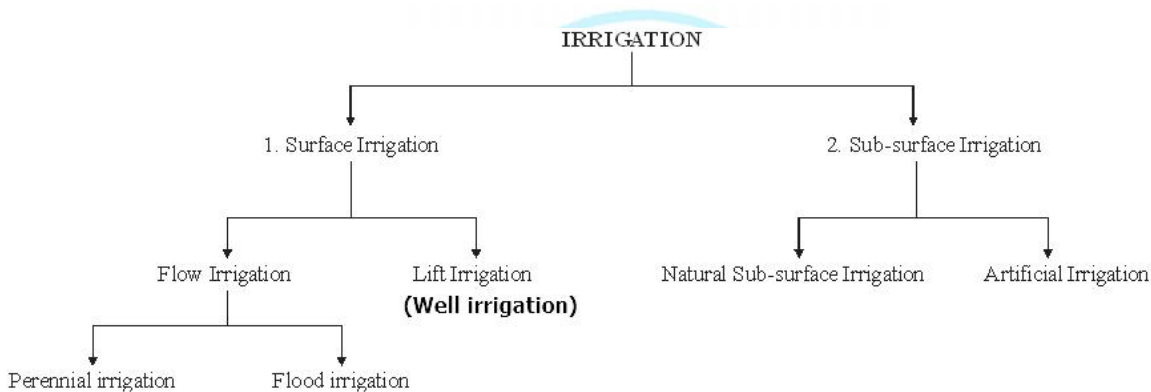 IRRIGATION
1. Surface Irrigation
2. Sub-surface Irrigation
Flow Irrigation
Lift Irrigation
(Well irrigation)
Natural Sub-surface Irrigation
Artificial Irrigation
Perennial irrigation
Flood irrigation